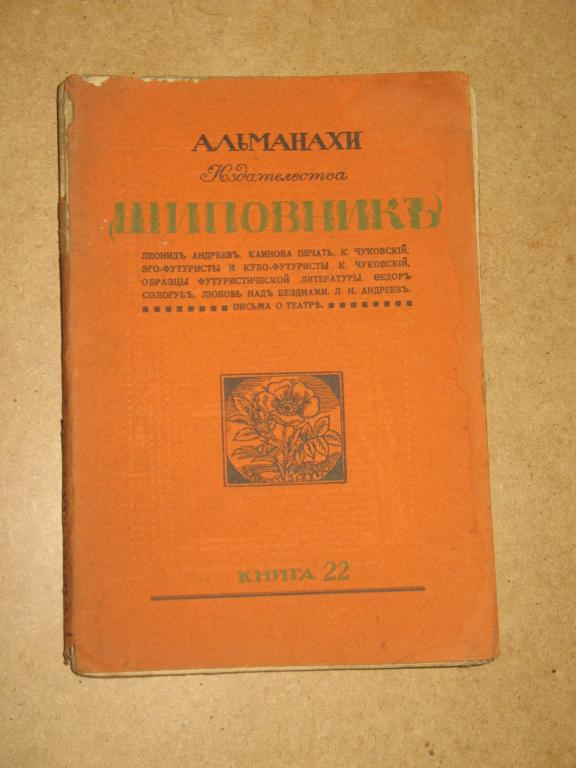 АЛЬМАНАХИ
Издательства
ШИПОВНИКЪ
ЛЕОНИДЪ АНДРЕЕВЪ, КАИНОВА ПЕЧАТЬ, К. ЧУКОВСКІЙ,
ЭГО-ФУТУРИСТЫ И КУБО-ФУТУРИСТЫ, К. ЧУКОВСКІЙ,
ОБРАЗЦЫ ФУТУРИСТИЧЕСКОЙ ЛИТЕРАТУРЫ, ѲЕДОРЪ
СОЛОГУБЪ, ЛЮБОВЬ НАДЪ БЕЗДНАМИ, Л. Н. АНДРЕЕВЪ,
ПИСЬМА О ТЕАТРѢ.
КНИГА 22